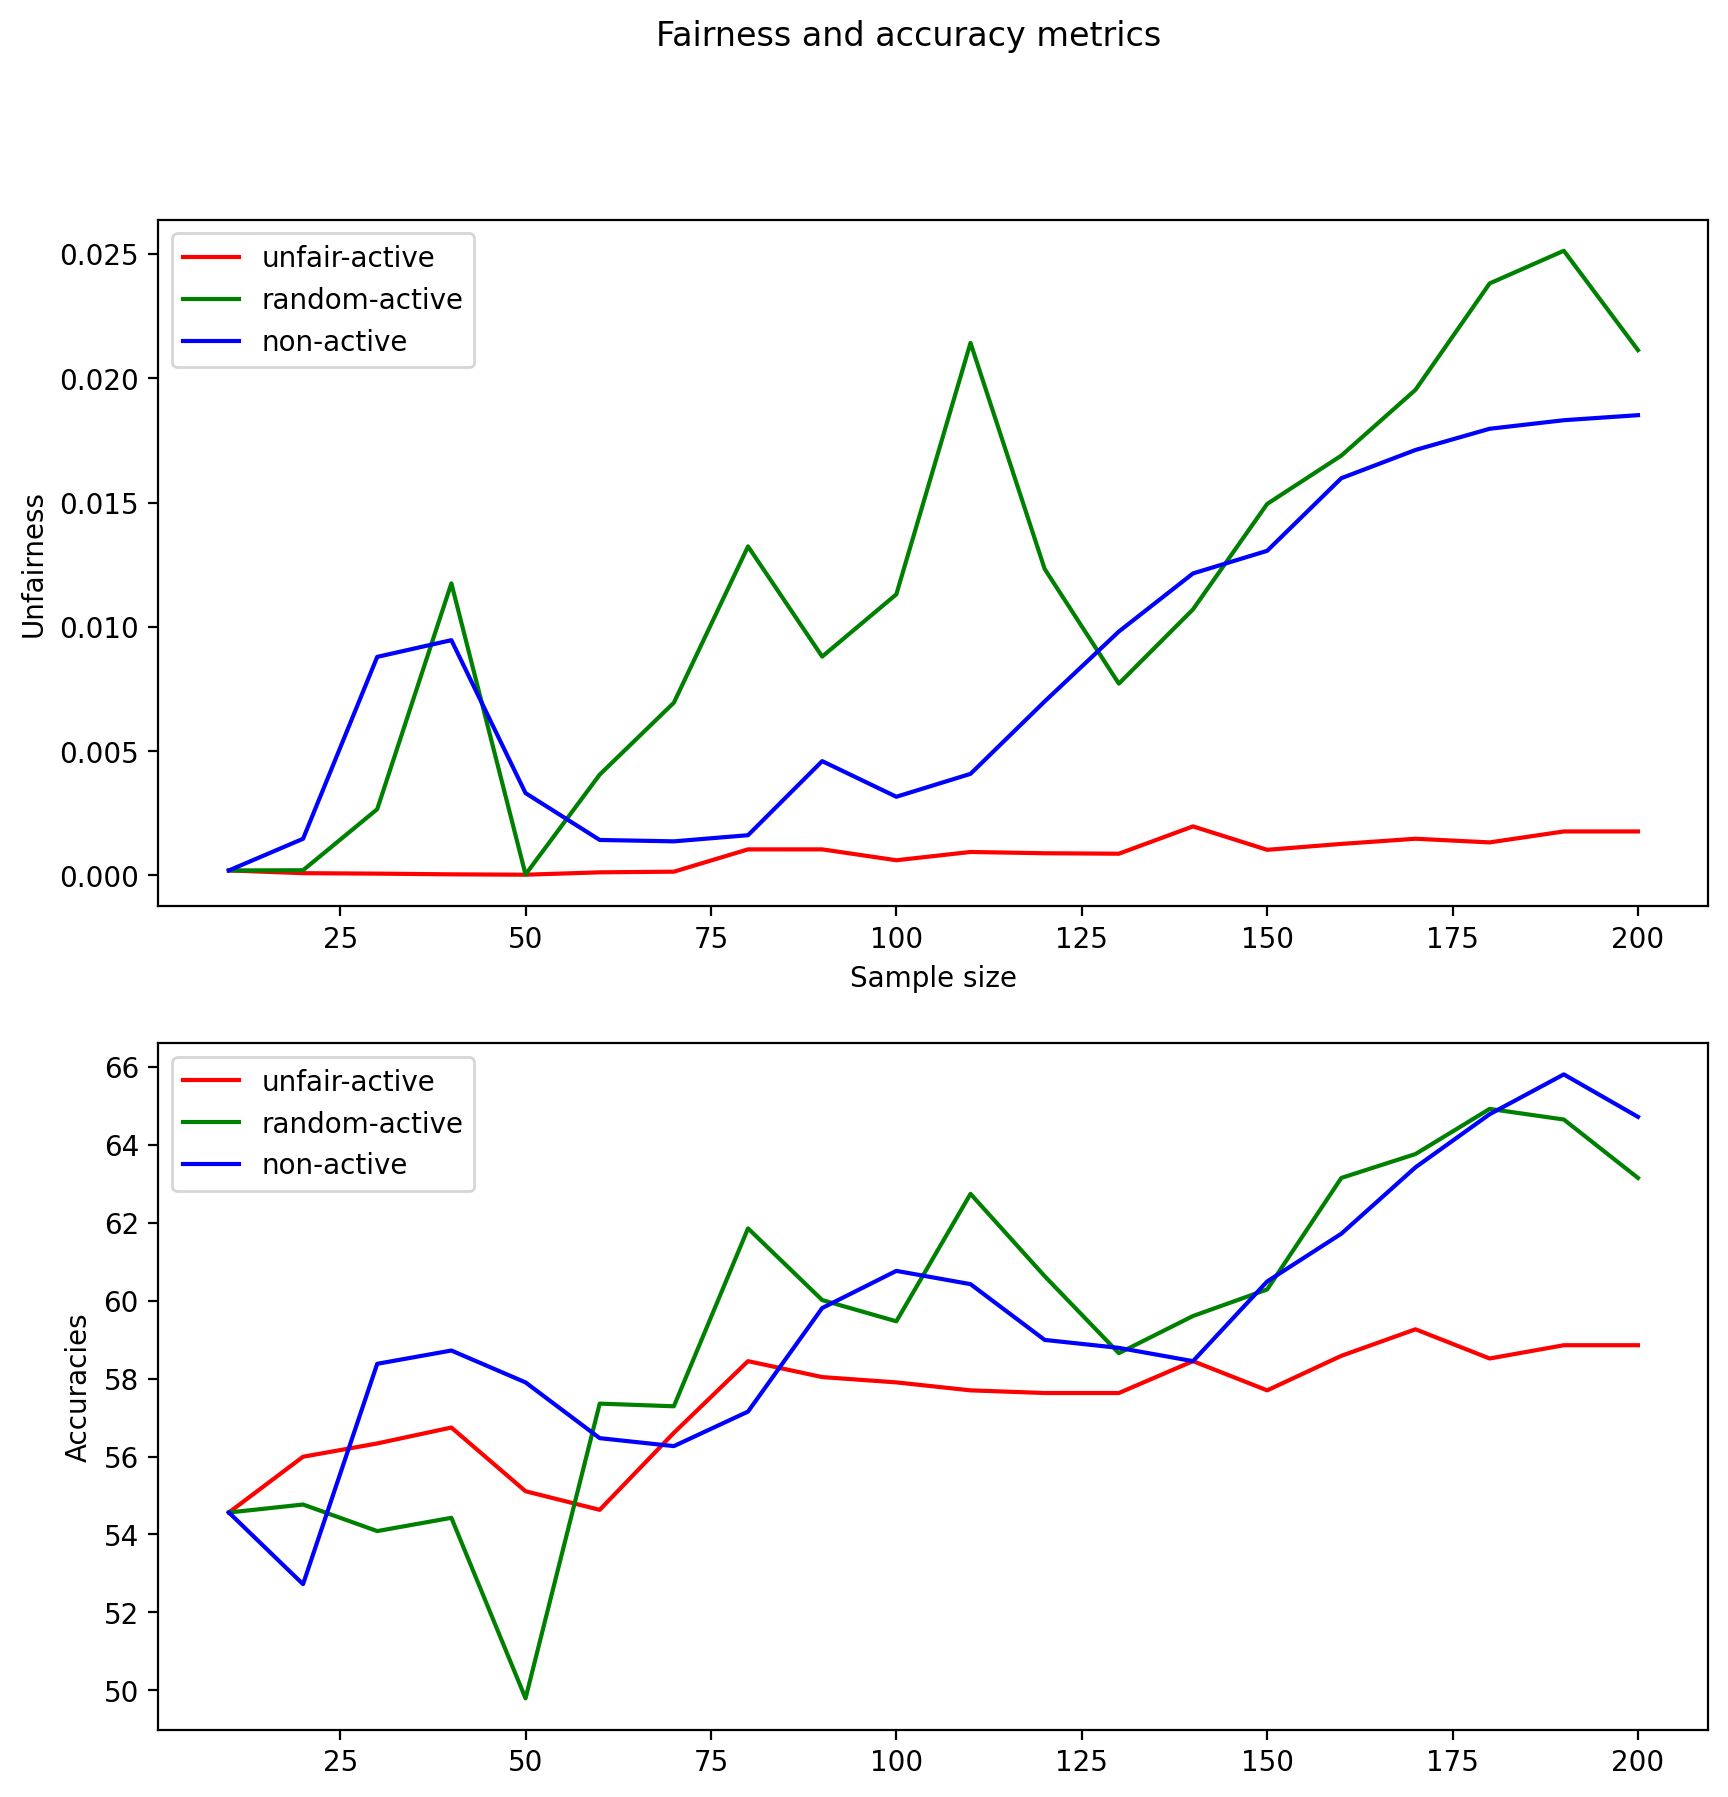 Fairness and accuracy metrics
unfair-active
random-active
non-active
0.025
0.020
0.015
0.010
0.005
0.000
Unfairness
25 50 75 100 125 150 175 200
Sample size
unfair-active
random-active
non-active
66
64
62
60
58
56
54
52
50
Accuracies
25 50 75 100 125 150 175 200